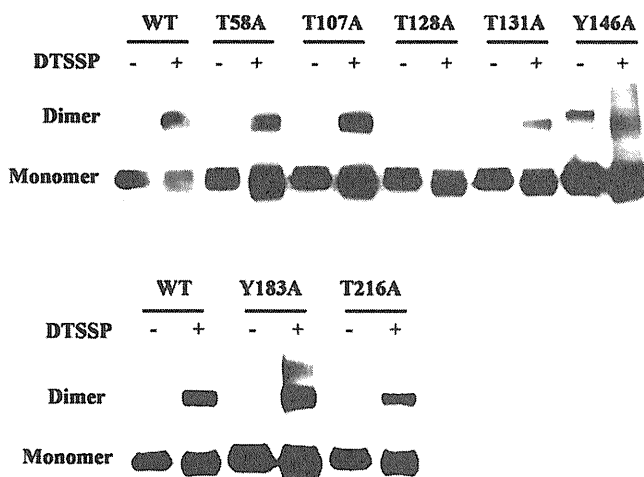 WT T58A T107A T128A T131A Y146A
DTSSP - + - + - + - + - + - +
Dimer
Monomer
WT Y183A T216A
DTSSP - + - + - +
Dimer
Monomer